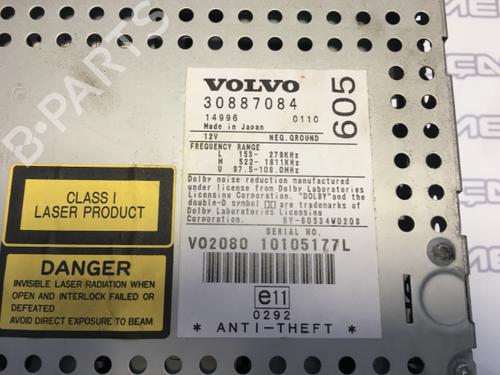 VOLVO
30887084
14996 0110
Made in Japan
12V NEG.GROUND
605
FREQUENCY RANGE
L 153- 279KHz
M 522-1611KHz
U 87.5-108.0MHz
Dolby noise reduction manufactured
under license from Dolby Laboratories
Licensing Corporation. "DOLBY" and the
double-D symbol are trademarks of
Dolby Laboratories Licensing
Corporation. BY-60534W0208
SERIAL NO.
VO2080 10105177L
e11
0292
* ANTI-THEFT *
CLASS I
LASER PRODUCT
DANGER
INVISIBLE LASER RADIATION WHEN
OPEN AND INTERLOCK FAILED OR
DEFEATED
AVOID DIRECT EXPOSURE TO BEAM
B-PARTS